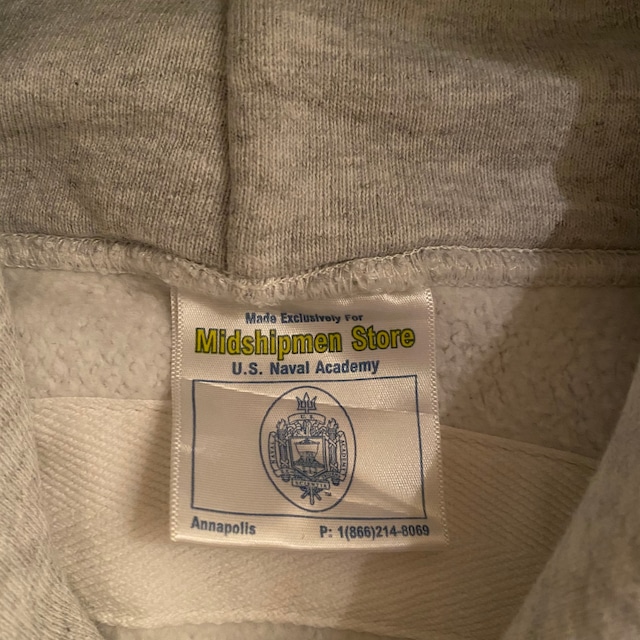 Made Exclusively For
Midshipmen Store
U.S. Naval Academy
Annapolis
P: 1(866)214-8069